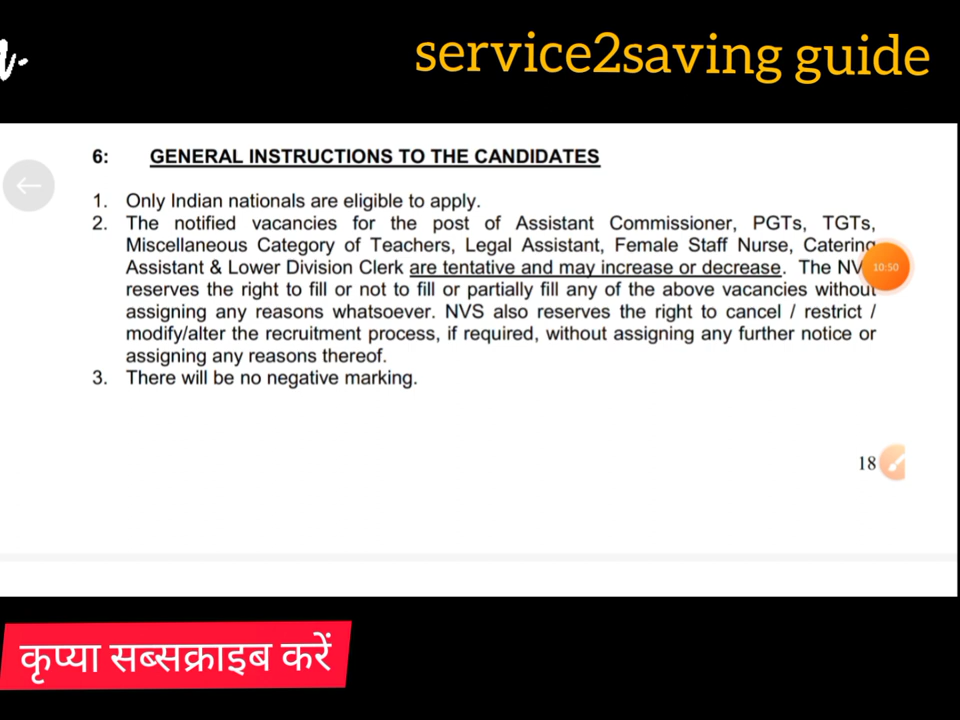 service2saving guide
6: GENERAL INSTRUCTIONS TO THE CANDIDATES
1. Only Indian nationals are eligible to apply.
2. The notified vacancies for the post of Assistant Commissioner, PGTs, TGTs,
Miscellaneous Category of Teachers, Legal Assistant, Female Staff Nurse, Catering
Assistant & Lower Division Clerk are tentative and may increase or decrease. The
10:50
reserves the right to fill or not to fill or partially fill any of the above vacancies without
assigning any reasons whatsoever. NVS also reserves the right to cancel / restrict /
modify/alter the recruitment process, if required, without assigning any further notice or
assigning any reasons thereof.
3. There will be no negative marking.
18
कृप्या सब्सक्राइब करें